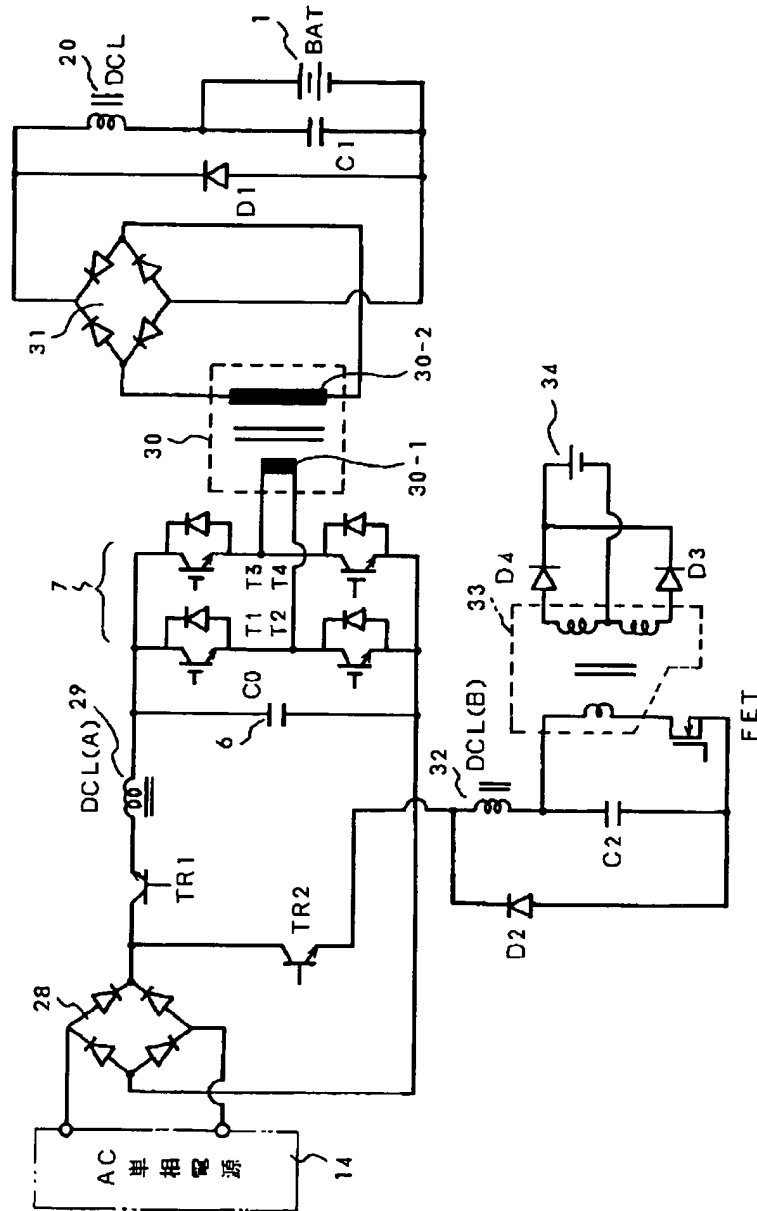 AC
単相電源
14
28
TR1
TR2
DCL(A)
29
6
C0
7
T1
T2
T3
T4
30
30-1
30-2
31
D1
20
DCL
C1
1
BAT
D2
32
DCL(B)
C2
FET
33
D4
D3
34